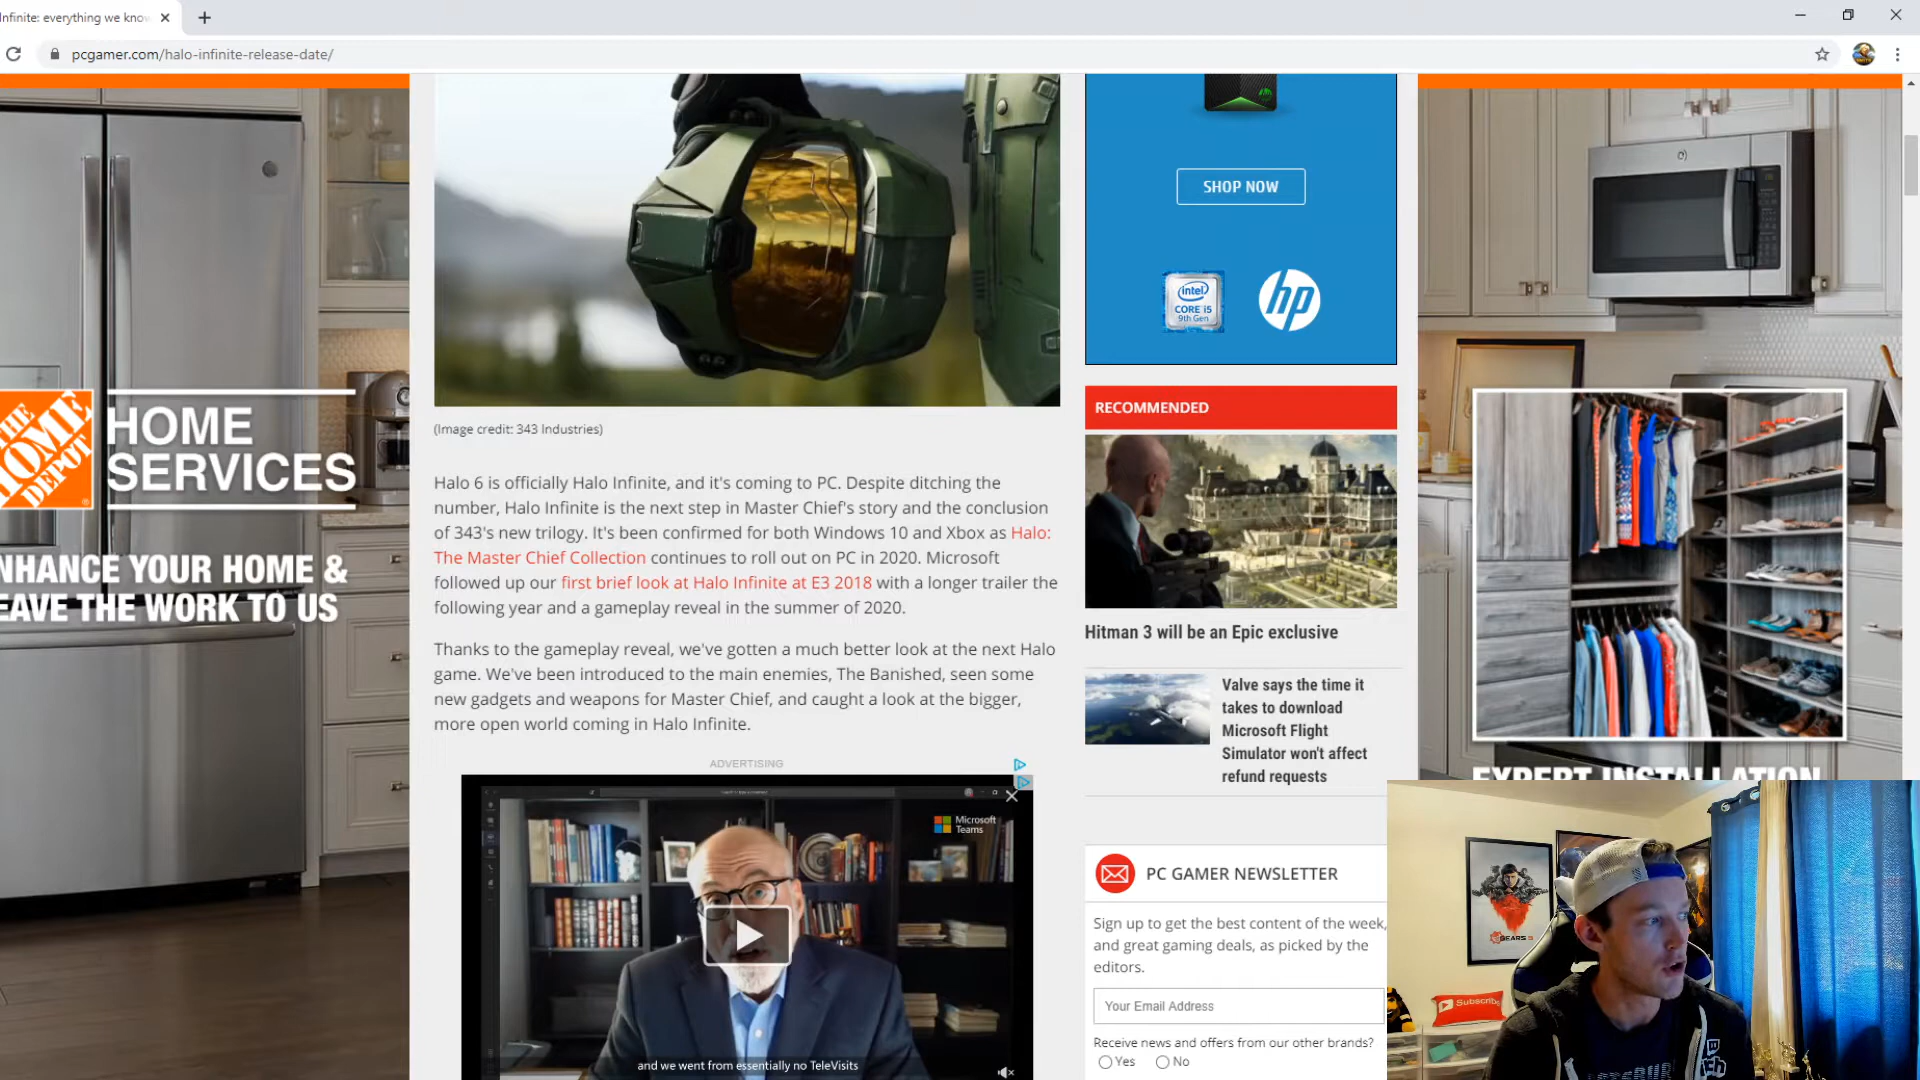 Infinite: everything we kno
pcgamer.com/halo-infinite-release-date/
THE
HOME
DEPOT
HOME
SERVICES
NHANCE YOUR HOME &
EAVE THE WORK TO US
(Image credit: 343 Industries)
Halo 6 is officially Halo Infinite, and it's coming to PC. Despite ditching the
number, Halo Infinite is the next step in Master Chief's story and the conclusion
of 343's new trilogy. It's been confirmed for both Windows 10 and Xbox as Halo:
The Master Chief Collection continues to roll out on PC in 2020. Microsoft
followed up our first brief look at Halo Infinite at E3 2018 with a longer trailer the
following year and a gameplay reveal in the summer of 2020.
Thanks to the gameplay reveal, we've gotten a much better look at the next Halo
game. We've been introduced to the main enemies, The Banished, seen some
new gadgets and weapons for Master Chief, and caught a look at the bigger,
more open world coming in Halo Infinite.
ADVERTISING
Microsoft
Teams
and we went from essentially no TeleVisits
SHOP NOW
intel
CORE i5
9th Gen
hp
RECOMMENDED
Hitman 3 will be an Epic exclusive
Valve says the time it
takes to download
Microsoft Flight
Simulator won't affect
refund requests
PC GAMER NEWSLETTER
Sign up to get the best content of the week,
and great gaming deals, as picked by the
editors.
Your Email Address
Receive news and offers from our other brands?
Yes
No
EXPERT INSTALLATION
GEARS 5
Subscribe